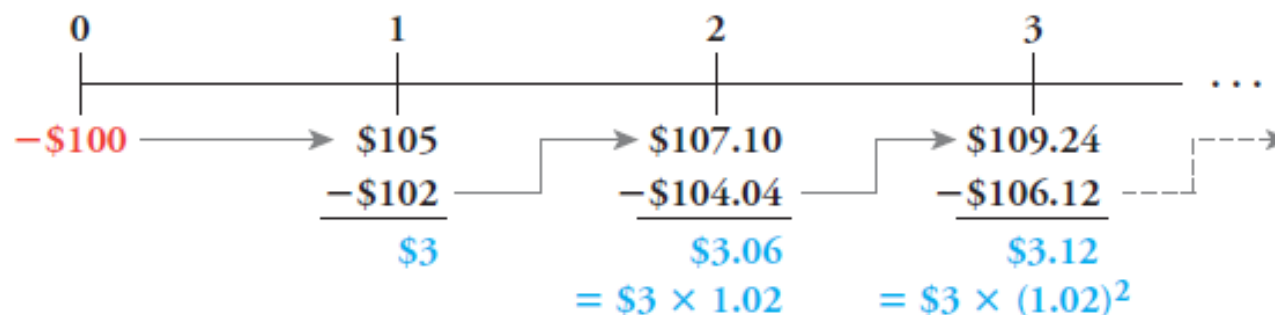 0 1 2 3
...
−$100 $105 $107.10 $109.24
−$102 −$104.04 −$106.12
$3 $3.06 $3.12
= $3 × 1.02 = $3 × (1.02)²